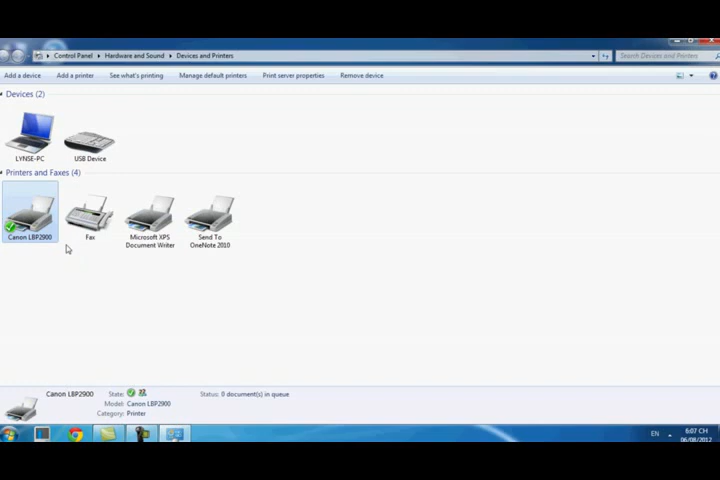 Control Panel ▸ Hardware and Sound ▸ Devices and Printers
Search Devices and Printers
Add a device Add a printer See what's printing Manage default printers Print server properties Remove device
Devices (2)
LYNSE-PC
USB Device
Printers and Faxes (4)
Canon LBP2900
Fax
Microsoft XPS
Document Writer
Send To
OneNote 2010
Canon LBP2900
State:
Status: 0 document(s) in queue
Model: Canon LBP2900
Category: Printer
EN
6:07 CH
06/08/2012